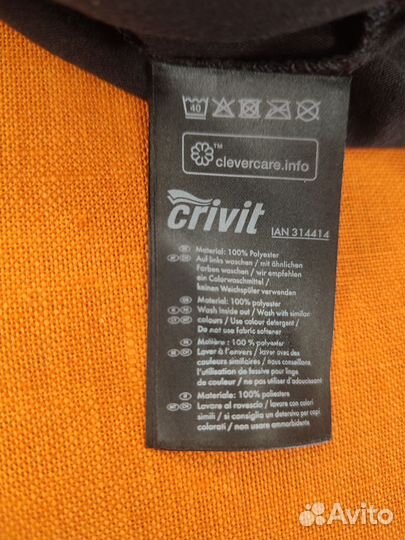 40
clevercare.info
TM
crivit
IAN 314414
Material: 100% Polyester
Auf links waschen / mit ähnlichen
Farben waschen / wir empfehlen
ein Colorwaschmittel /
keinen Weichspüler verwenden
Material: 100% polyester
Wash inside out / Wash with similar
colours / Use colour detergent /
Do not use fabric softener
Matière : 100 % polyester
Laver à l'envers / laver avec des
couleurs similaires / nous conseillons
l'utilisation de lessive pour linge
de couleur / ne pas utiliser d'adoucissant
Materiale: 100% poliestere
Lavare al rovescio / lavare con colori
simili / si consiglia un detersivo per capi
colorati / non usare ammorbidente
Avito